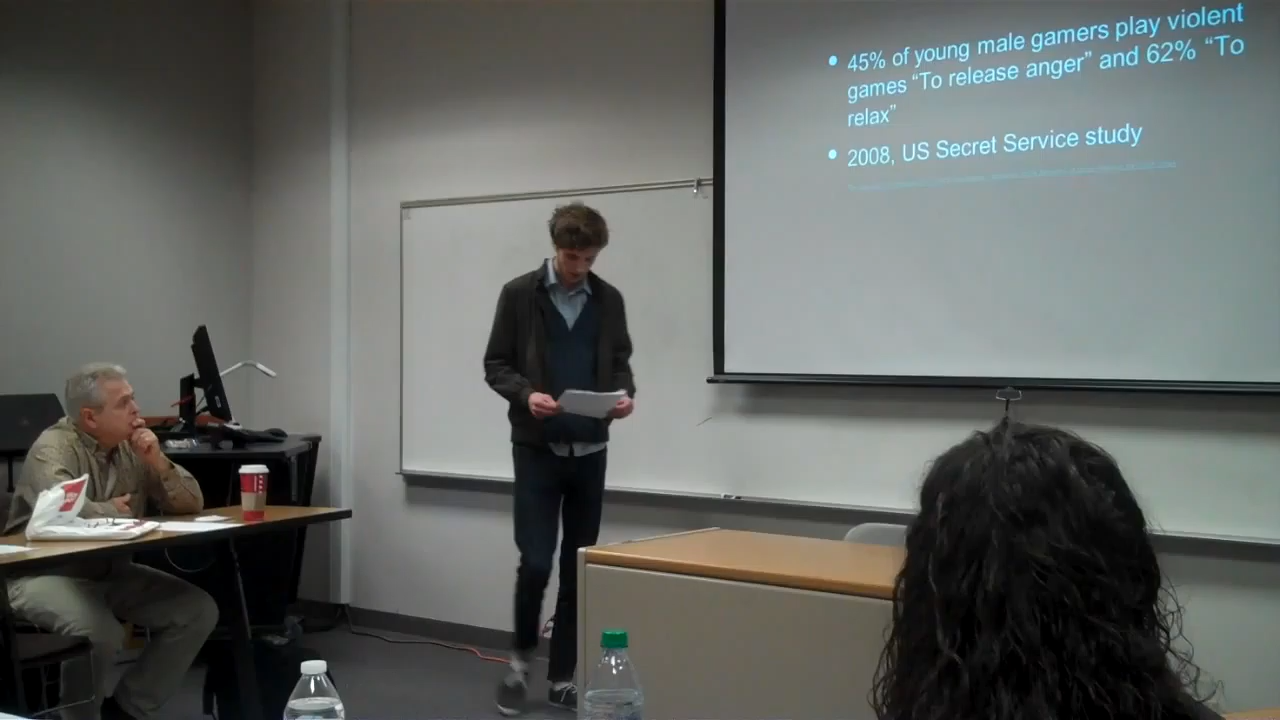 • 45% of young male gamers play violent
games “To release anger” and 62% “To
relax”
• 2008, US Secret Service study